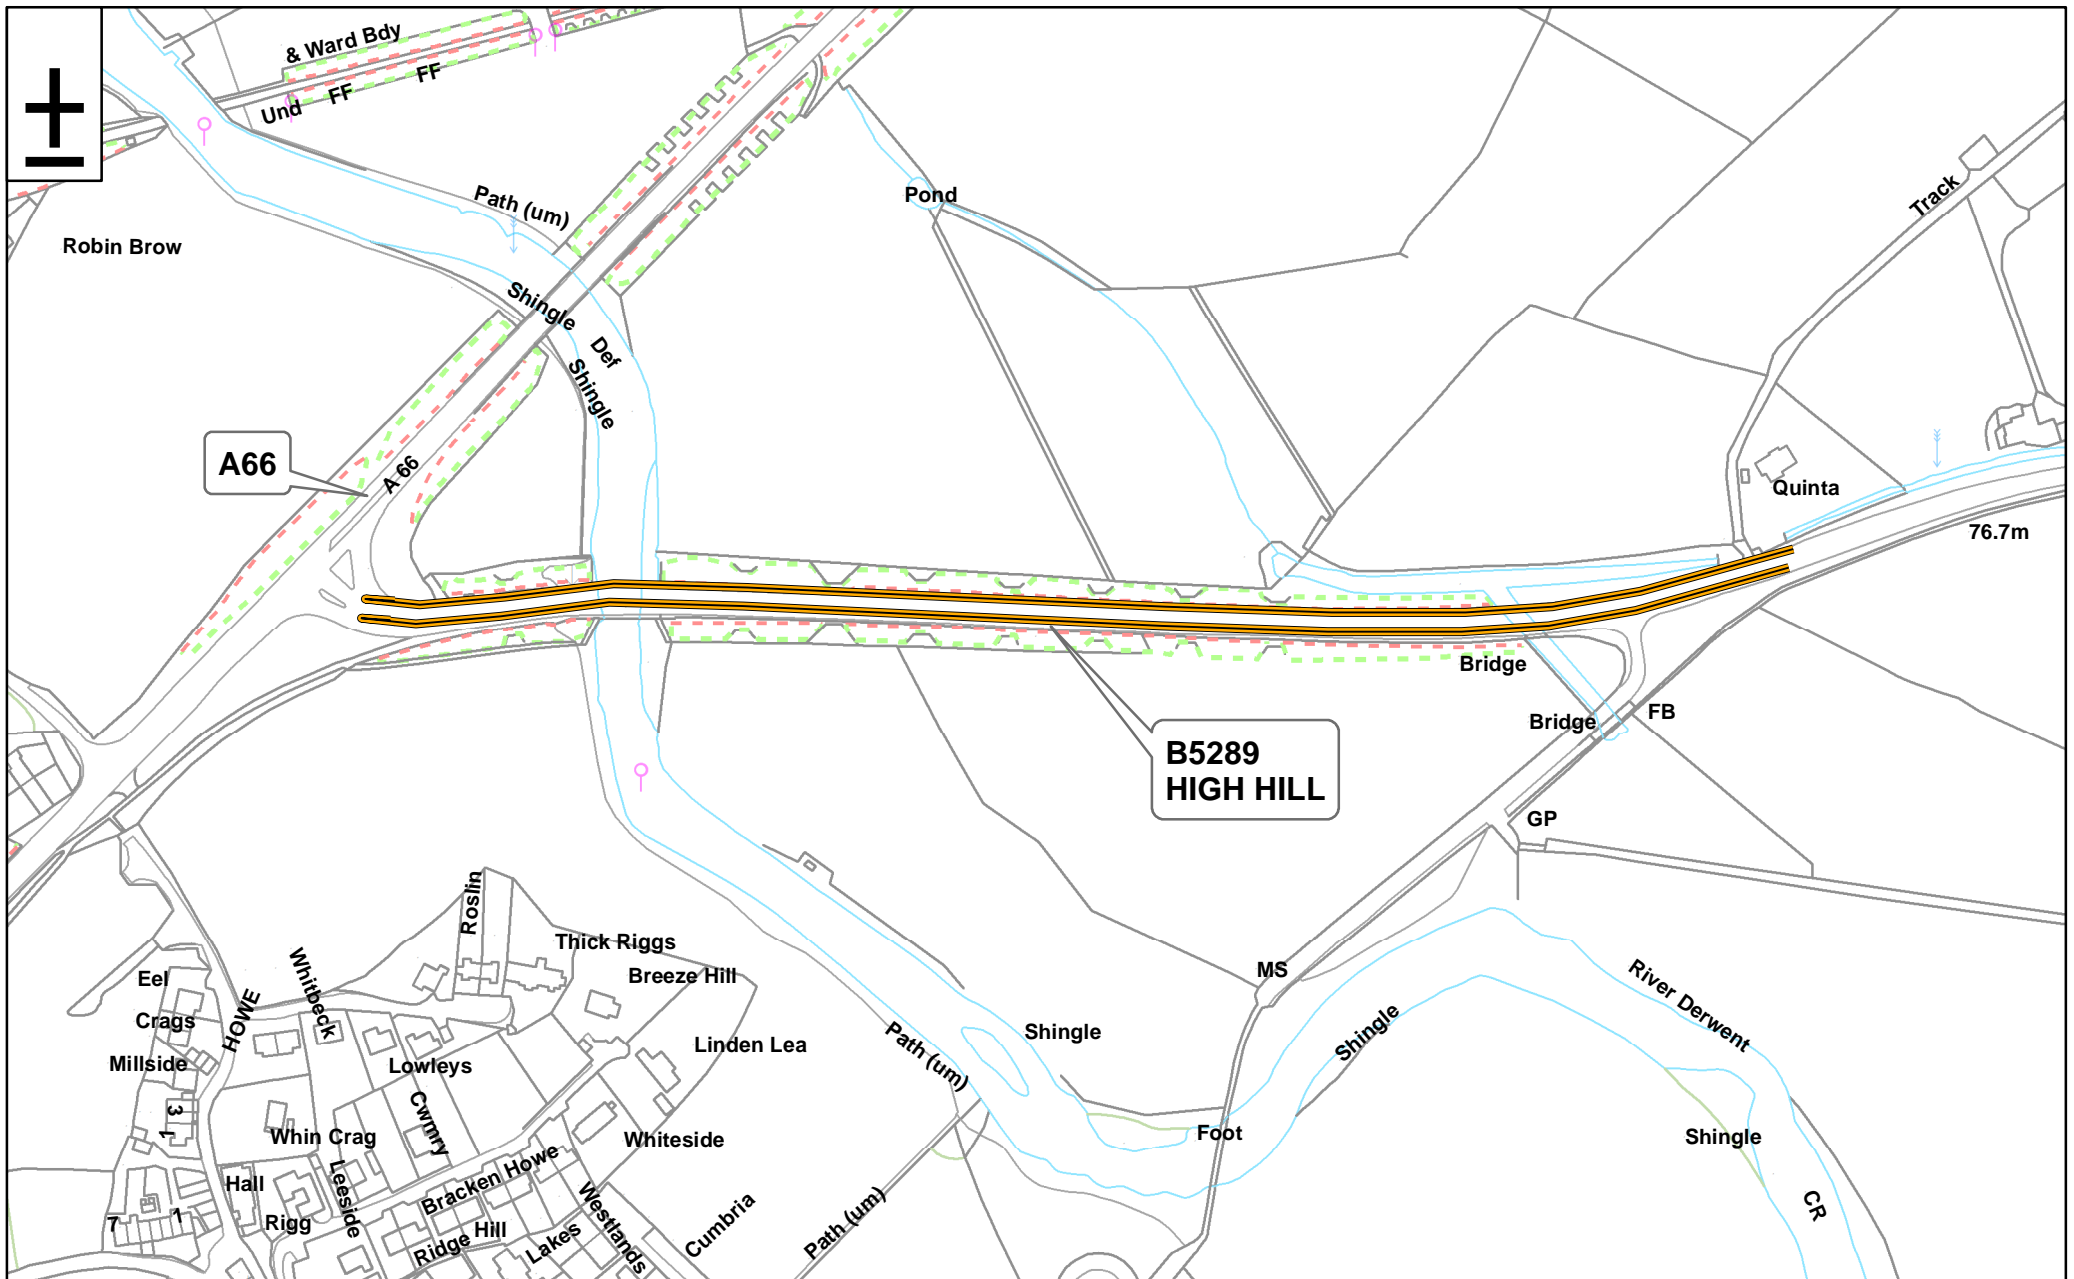 & Ward Bdy
FF
FF
Und
Path (um)
Pond
Track
Robin Brow
Shingle
Def
Shingle
A66
A 66
Quinta
76.7m
Bridge
FB
Bridge
B5289
HIGH HILL
GP
Roslin
Thick Riggs
Breeze Hill
MS
River Derwent
Eel
Crags
Whitbeck
HOWE
Shingle
Shingle
Path (um)
Linden Lea
Millside
Lowleys
Cwmry
3
1
Whin Crag
Whiteside
Foot
Shingle
Hall
Leeside
Bracken Howe
Westlands
CR
7
1
Rigg
Ridge
Hill
Lakes
Cumbria
Path (um)